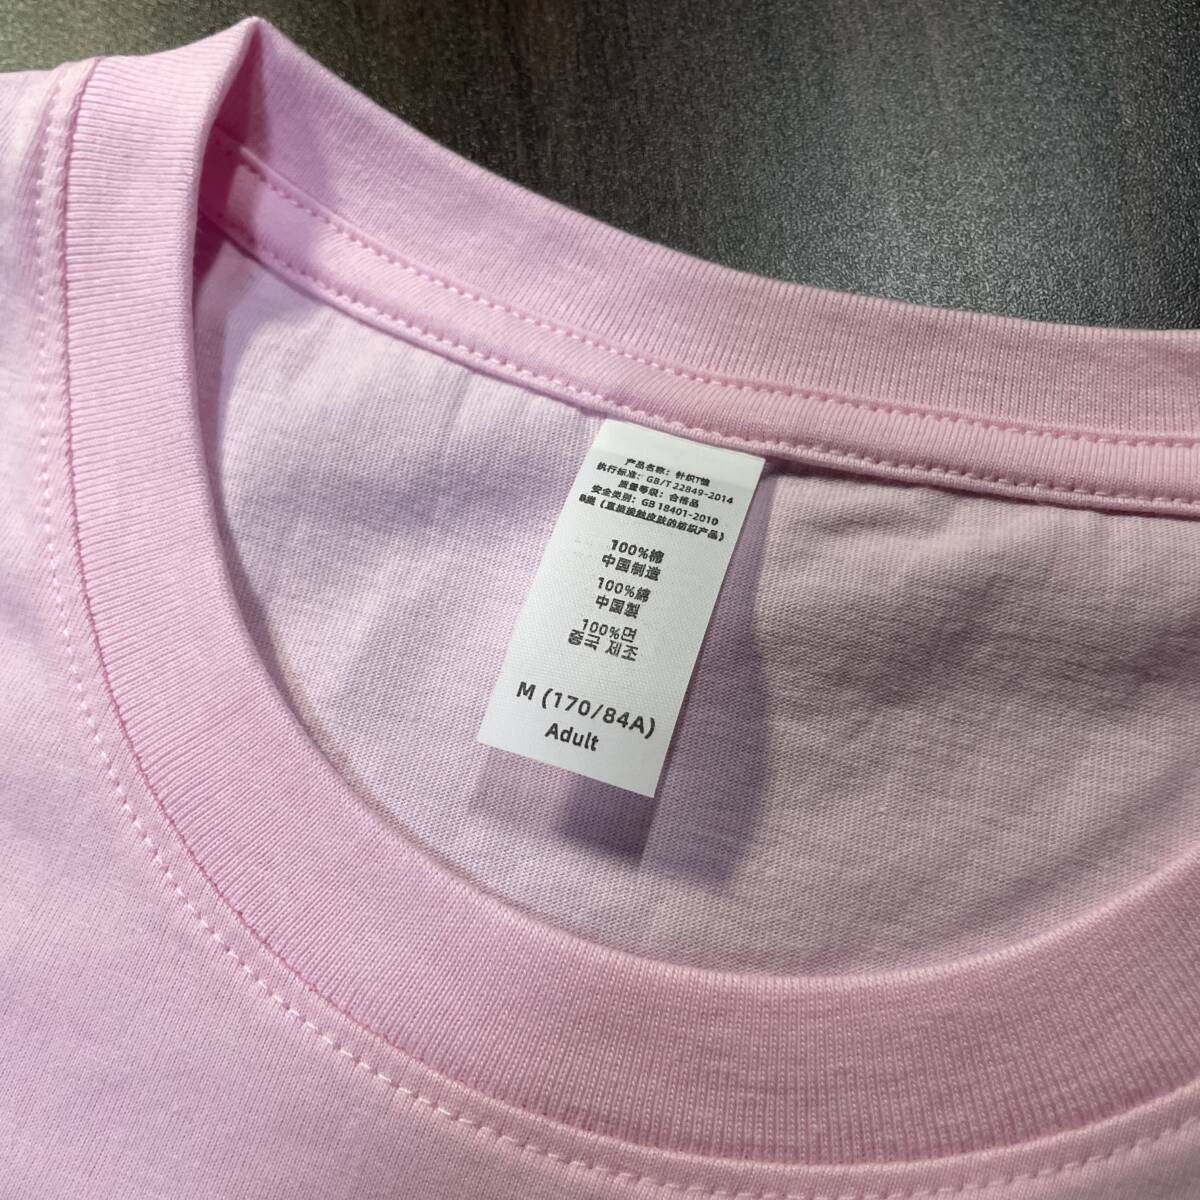 产品名称：针织T恤
执行标准：GB/T 22849-2014
质量等级：合格品
安全类别：GB 18401-2010
B类（直接接触皮肤的纺织产品）
100%棉
中国制造
100%綿
中国製
100%면
중국 제조
M (170/84A)
Adult